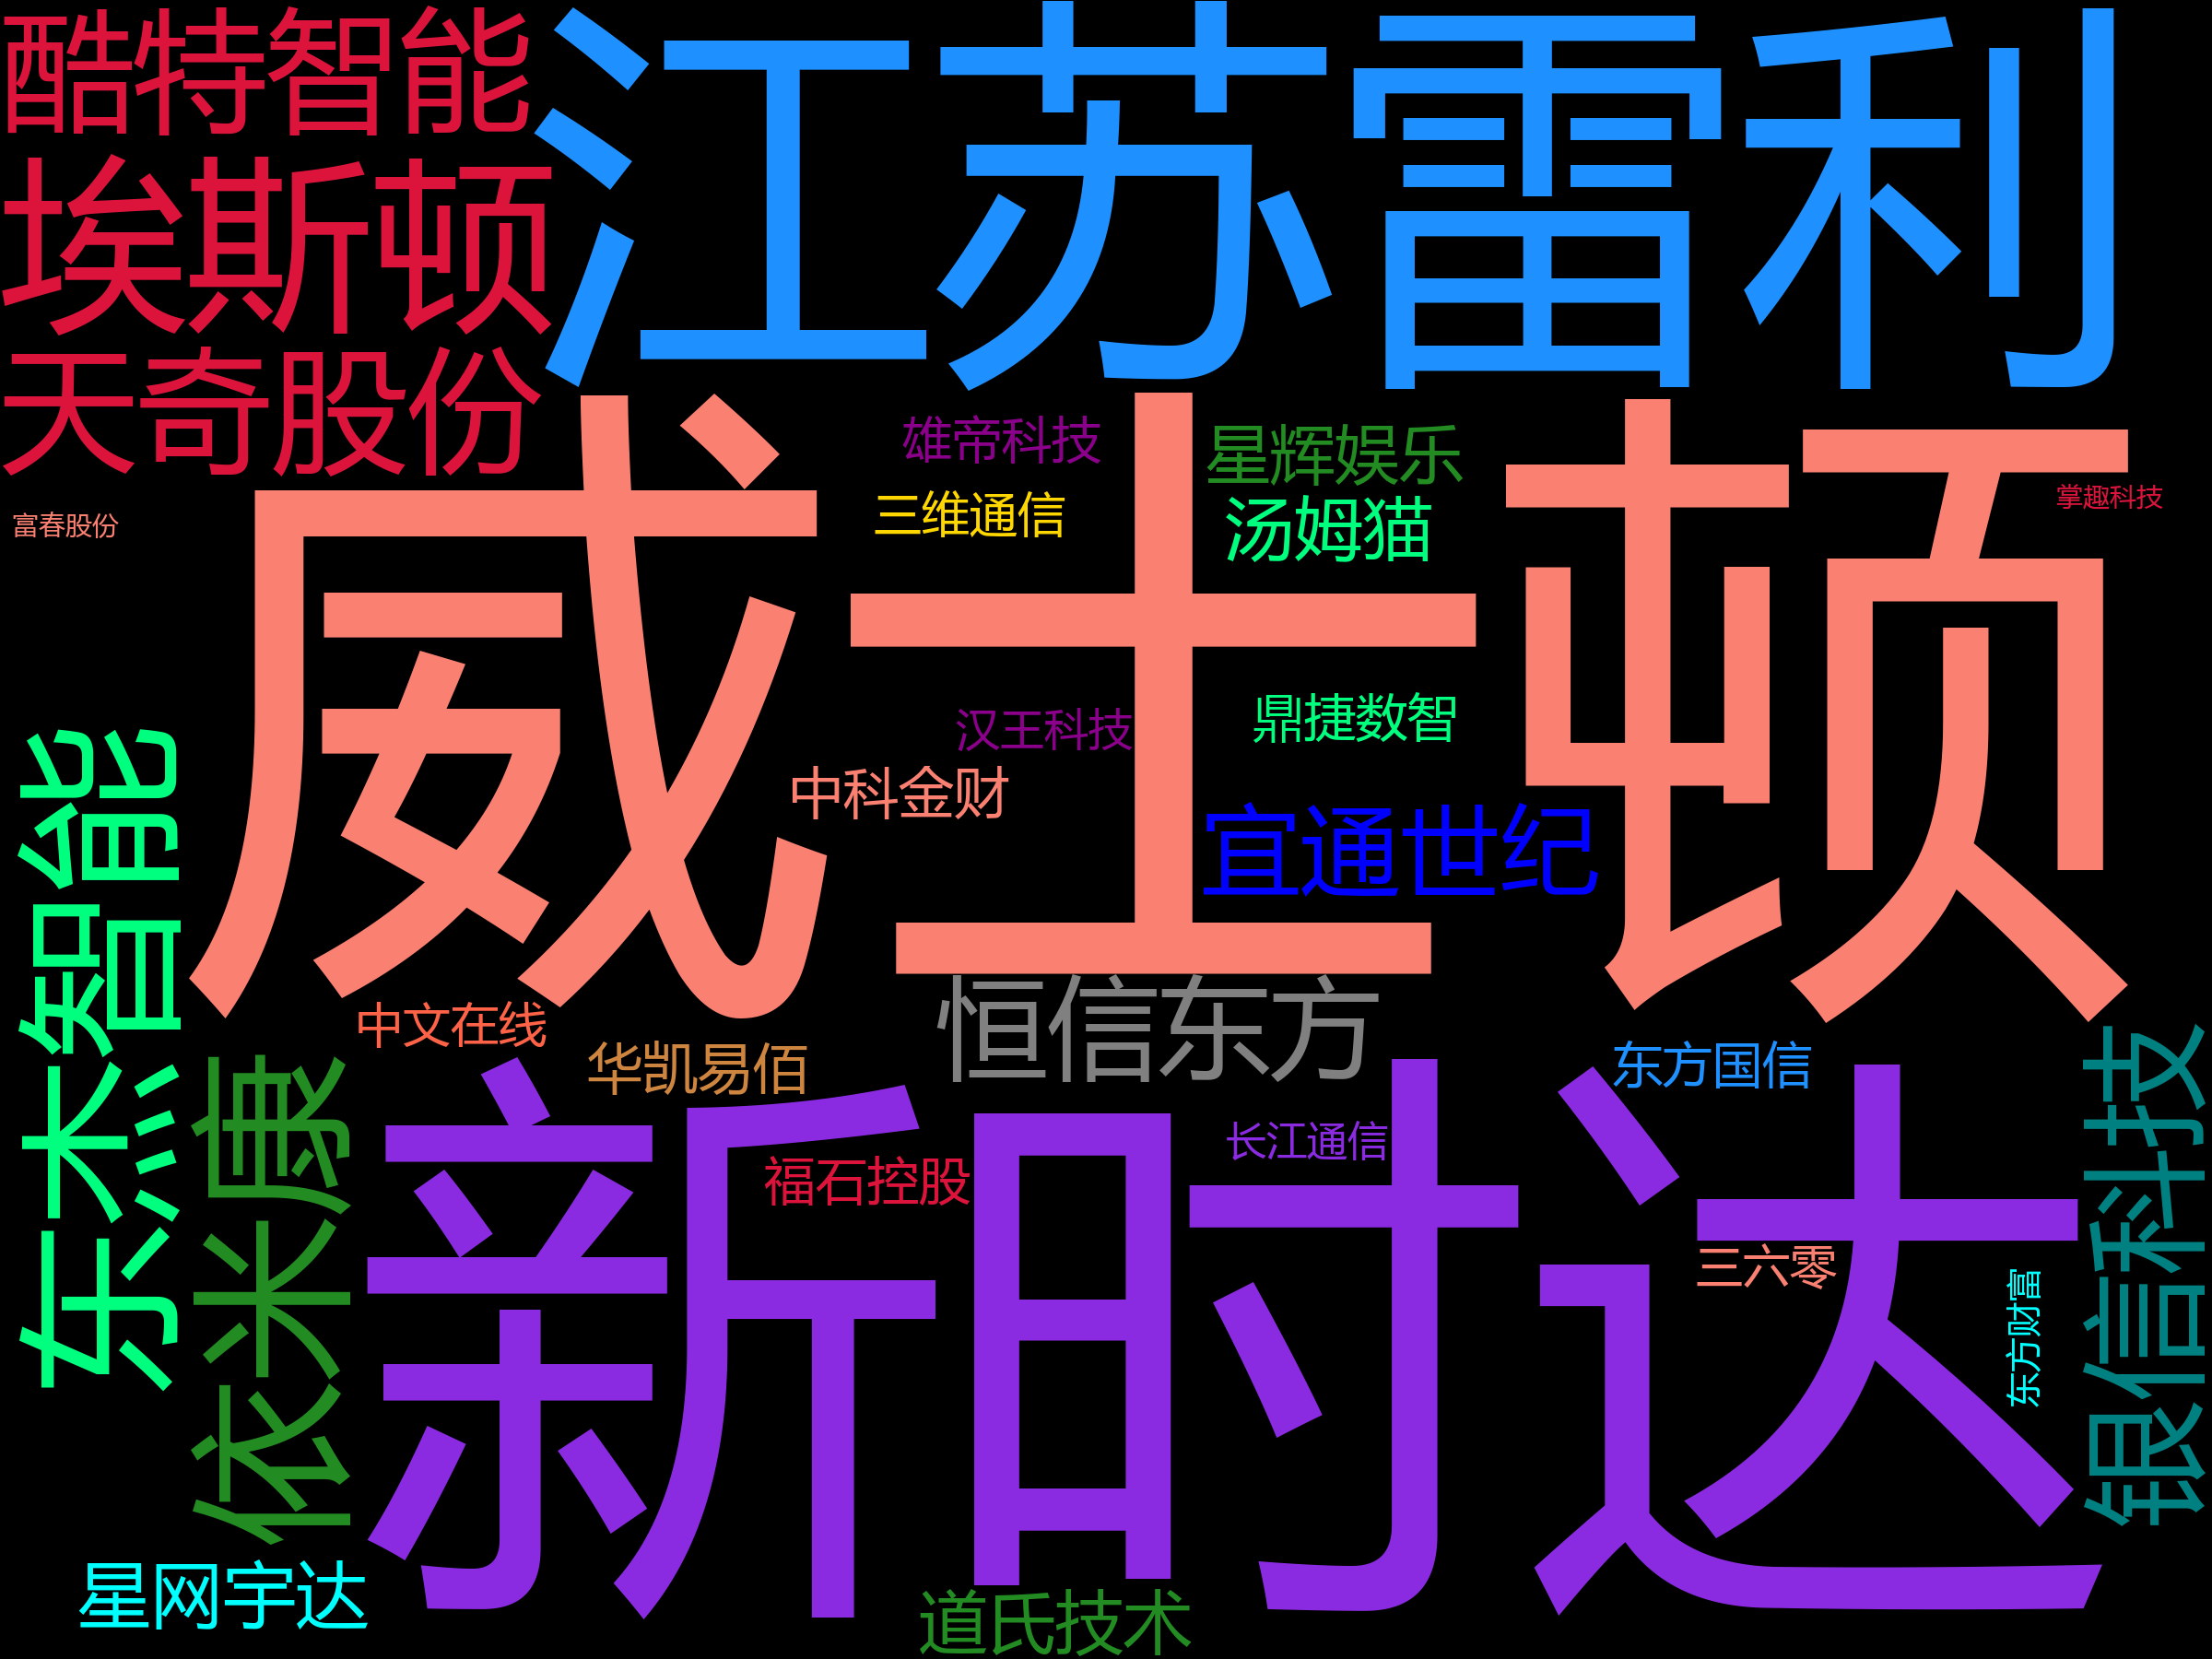 酷特智能
江苏雷利
埃斯顿
天奇股份
雄帝科技
星辉娱乐
三维通信
汤姆猫
掌趣科技
富春股份
威士顿
汉王科技
鼎捷数智
中科金财
宜通世纪
东杰智能
恒信东方
中文在线
华凯易佰
东方国信
依米康
新时达
长江通信
福石控股
三六零
东方财富
银信科技
星网宇达
道氏技术